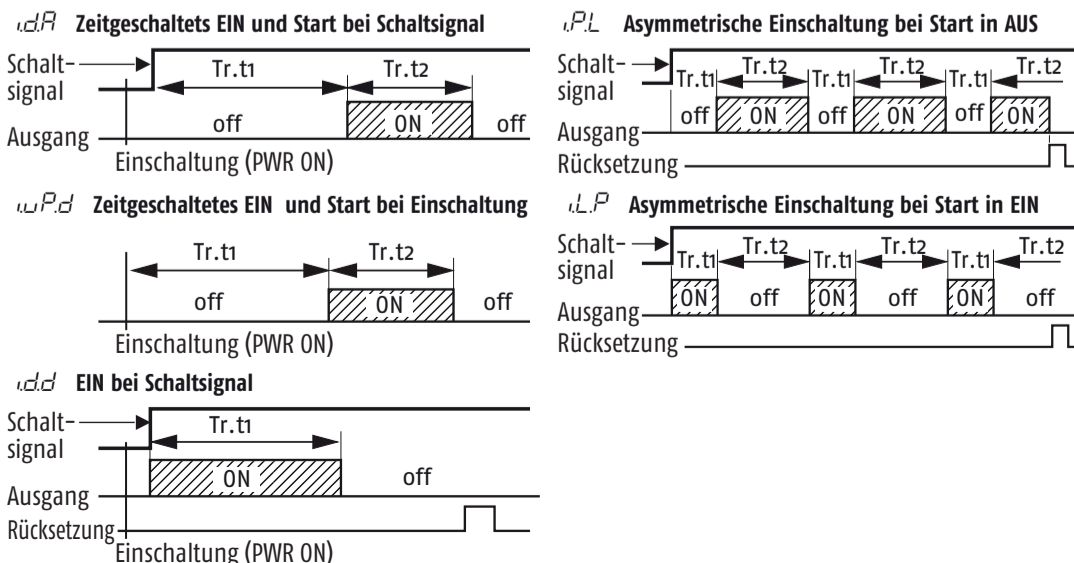 i.d.A Zeitgeschaltets EIN und Start bei Schaltsignal
Schalt-
signal
Tr.t1
Tr.t2
off
ON
off
Ausgang
Einschaltung (PWR ON)
i.u.P.d Zeitgeschaltetes EIN und Start bei Einschaltung
Tr.t1
Tr.t2
off
ON
off
Einschaltung (PWR ON)
i.d.d EIN bei Schaltsignal
Schalt-
signal
Tr.t1
ON
off
Ausgang
Rücksetzung
Einschaltung (PWR ON)
i.P.L Asymmetrische Einschaltung bei Start in AUS
Schalt-
signal
Tr.t1 Tr.t2 Tr.t1 Tr.t2 Tr.t1 Tr.t2
off ON off ON off ON
Ausgang
Rücksetzung
i.L.P Asymmetrische Einschaltung bei Start in EIN
Schalt-
signal
Tr.t1 Tr.t2 Tr.t1 Tr.t2 Tr.t1 Tr.t2
ON off ON off ON off
Ausgang
Rücksetzung